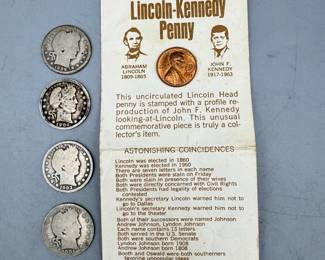 Lincoln-Kennedy
Penny
ABRAHAM
LINCOLN
1809-1865
JOHN F.
KENNEDY
1917-1963
This uncirculated Lincoln Head
penny is stamped with a profile re-
production of John F. Kennedy
looking-at-Lincoln. This unusual
commemorative piece is truly a col-
lector's item.
ASTONISHING COINCIDENCES
Lincoln was elected in 1860
Kennedy was elected in 1960
There are seven letters in each name
Both Presidents were slain on Friday
Both were slain in presence of their wives
Both were directly concerned with Civil Rights
Both Presidents had legality of elections
contested
Kennedy's secretary Lincoln warned him not to
go to Dallas
Lincoln's secretary Kennedy warned him not to
go to the theater
Both of their successors were named Johnson
Andrew Johnson, Lyndon Johnson
Each name contains 13 letters
Both served in the U.S. Senate
Both were southern Democrats
Lyndon Johnson born 1908
Andrew Johnson born 1808
Booth and Oswald were both southerners
favoring unpopular ideas